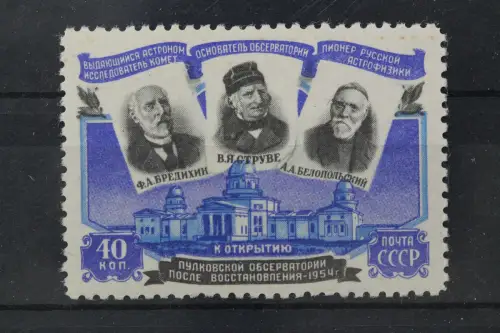 ВЫДАЮЩИЙСЯ АСТРОНОМ
ИССЛЕДОВАТЕЛЬ КОМЕТ
ОСНОВАТЕЛЬ ОБСЕРВАТОРИИ
ПИОНЕР РУССКОЙ
АСТРОФИЗИКИ
Ф.А.БРЕДИХИН
В.Я.СТРУВЕ
А.А.БЕЛОПОЛЬСКИЙ
40
КОП
К ОТКРЫТИЮ
ПУЛКОВСКОЙ ОБСЕРВАТОРИИ
ПОСЛЕ ВОССТАНОВЛЕНИЯ-1954г
ПОЧТА
СССР